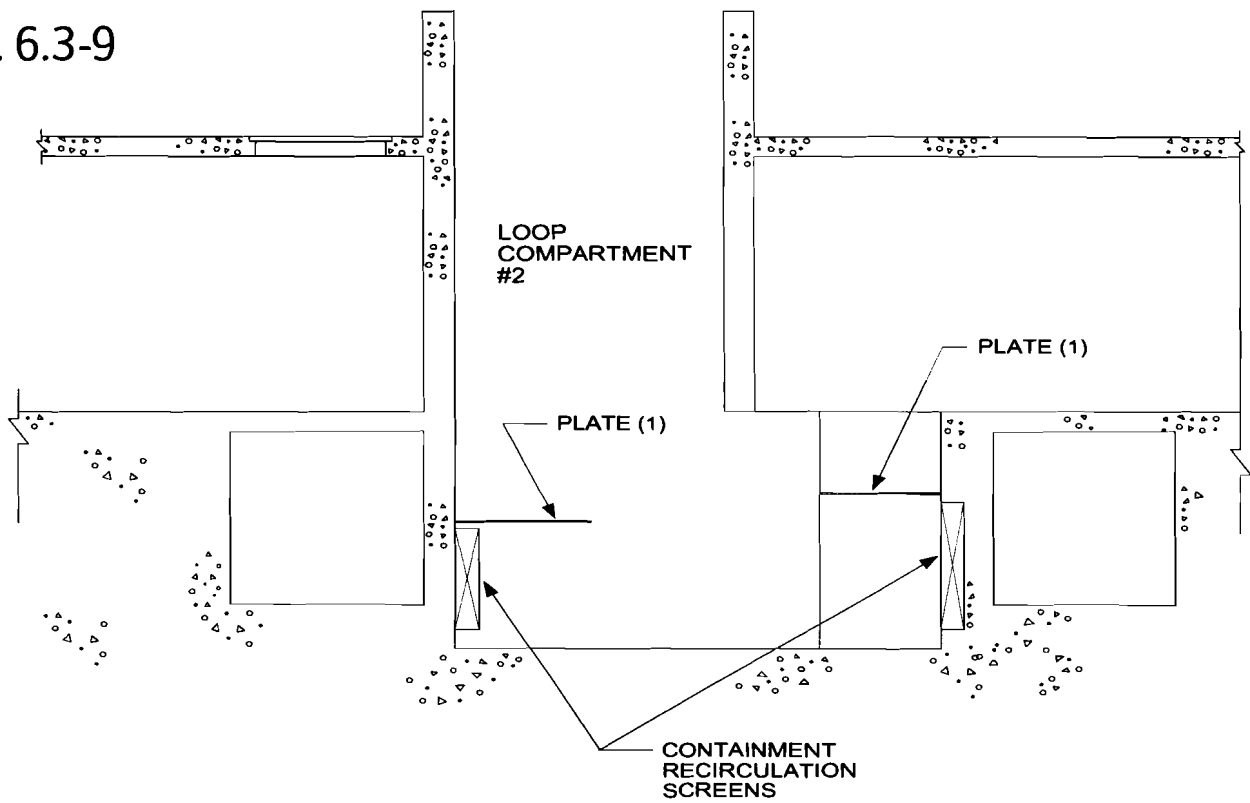 . 6.3-9
LOOP
COMPARTMENT
#2
PLATE (1)
PLATE (1)
CONTAINMENT
RECIRCULATION
SCREENS